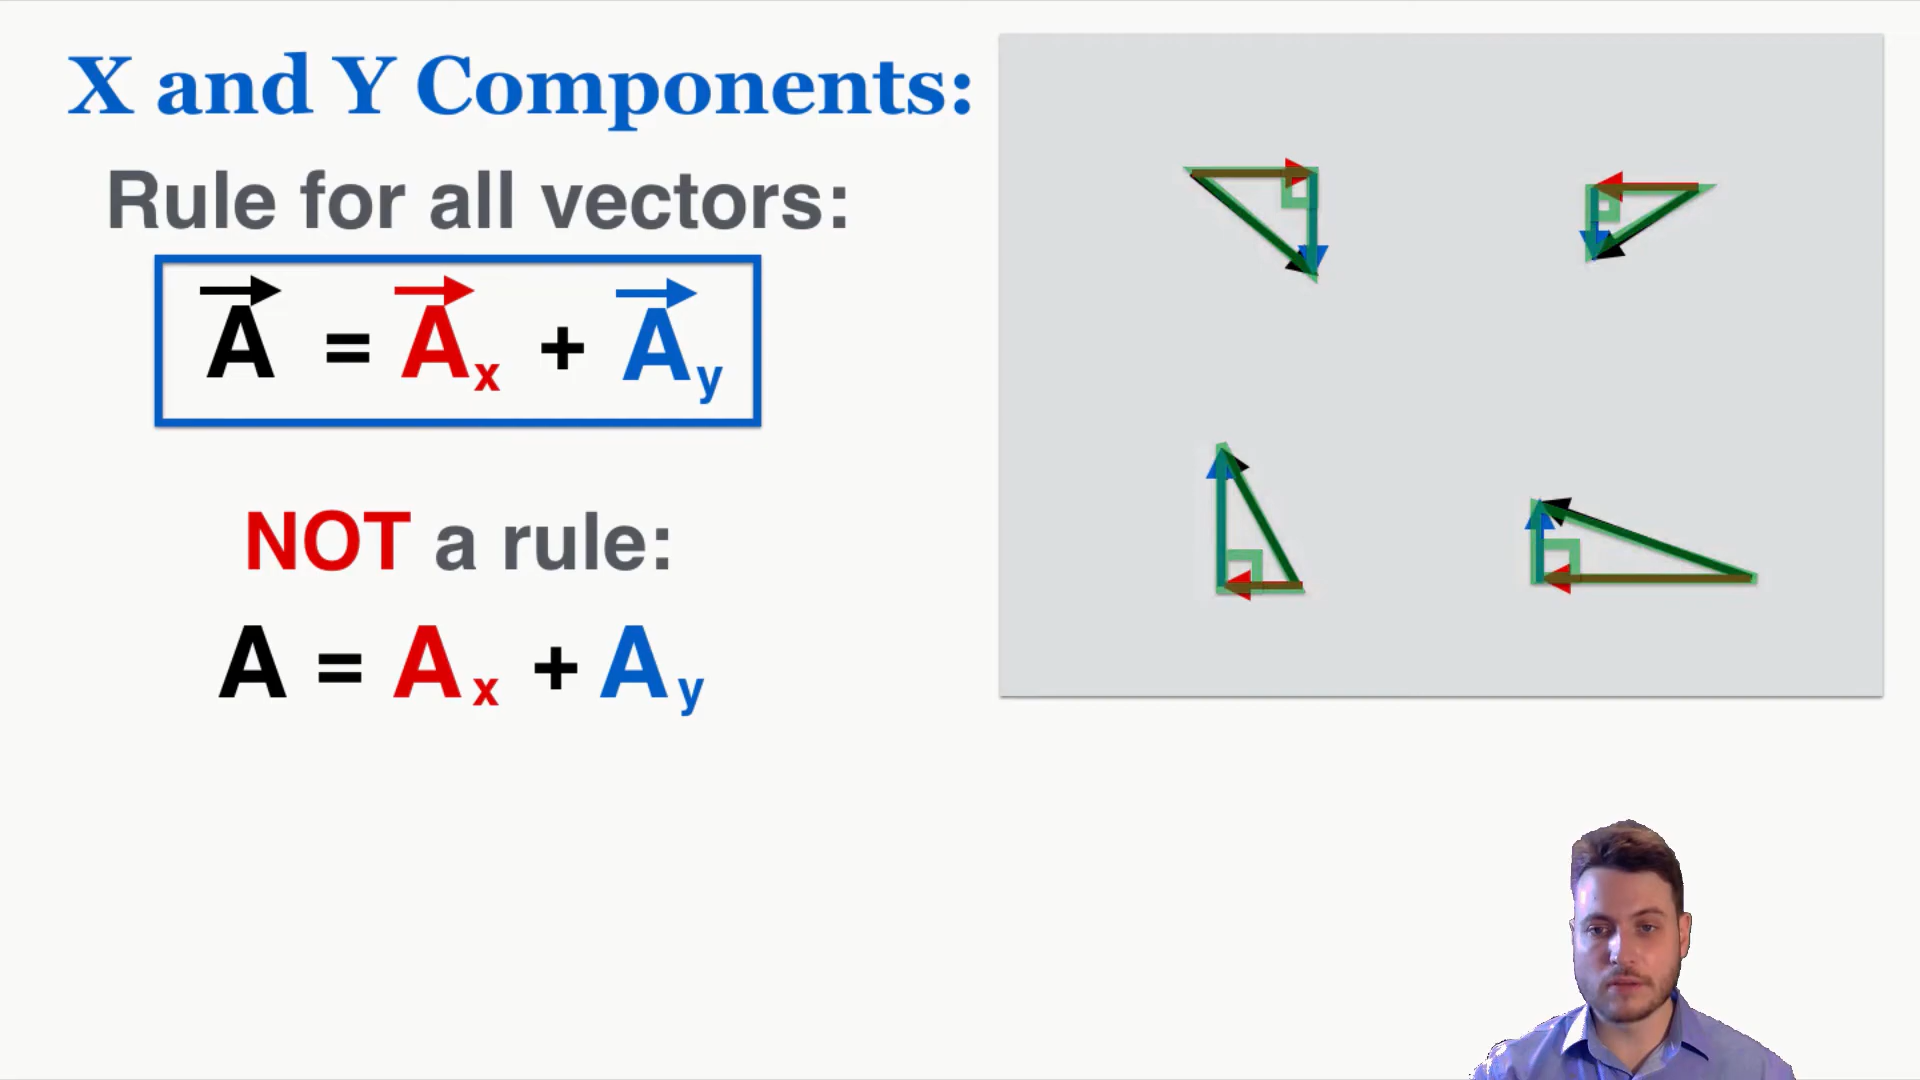 X and Y Components:
Rule for all vectors:
A = Ax + Ay
NOT a rule:
A = Ax + Ay